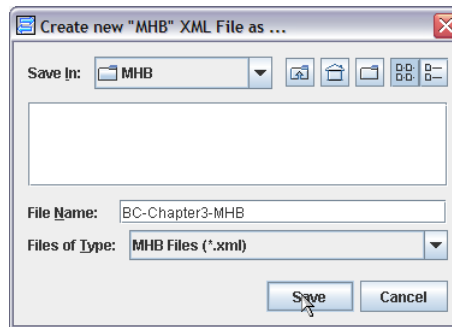 Create new "MHB" XML File as ...
Save In: MHB
File Name: BC-Chapter3-MHB
Files of Type: MHB Files (*.xml)
Save Cancel